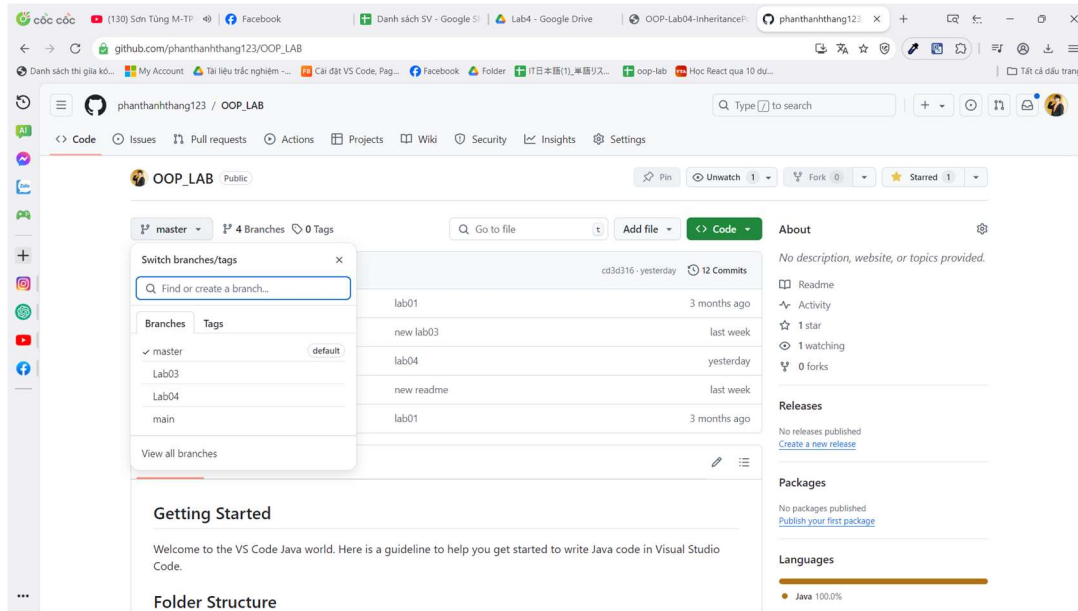 cốc cốc
(130) Sơn Tùng M-TP
Facebook
Danh sách SV - Google S
Lab4 - Google Drive
OOP-Lab04-InheritanceP
phanthanhthang123
github.com/phanthanhthang123/OOP_LAB
Danh sách thi giữa kỳ...
My Account
Tài liệu trắc nghiệm -...
Cài đặt VS Code, Pag...
Facebook
Folder
IT日本語(1)_単語リス...
oop-lab
Học React qua 10 dự...
Tất cả dấu trang
phanthanhthang123 / OOP_LAB
Type / to search
Code
Issues
Pull requests
Actions
Projects
Wiki
Security
Insights
Settings
OOP_LAB Public
Pin
Unwatch 1
Fork 0
Starred 1
master
4 Branches
0 Tags
Go to file
t
Add file
Code
Switch branches/tags
Find or create a branch...
Branches
Tags
master default
Lab03
Lab04
main
View all branches
cd3d316 · yesterday
12 Commits
lab01 3 months ago
new lab03 last week
lab04 yesterday
new readme last week
lab01 3 months ago
Getting Started
Welcome to the VS Code Java world. Here is a guideline to help you get started to write Java code in Visual Studio
Code.
Folder Structure
About
No description, website, or topics provided.
Readme
Activity
1 star
1 watching
0 forks
Releases
No releases published
Create a new release
Packages
No packages published
Publish your first package
Languages
Java 100.0%
AI
Zalo